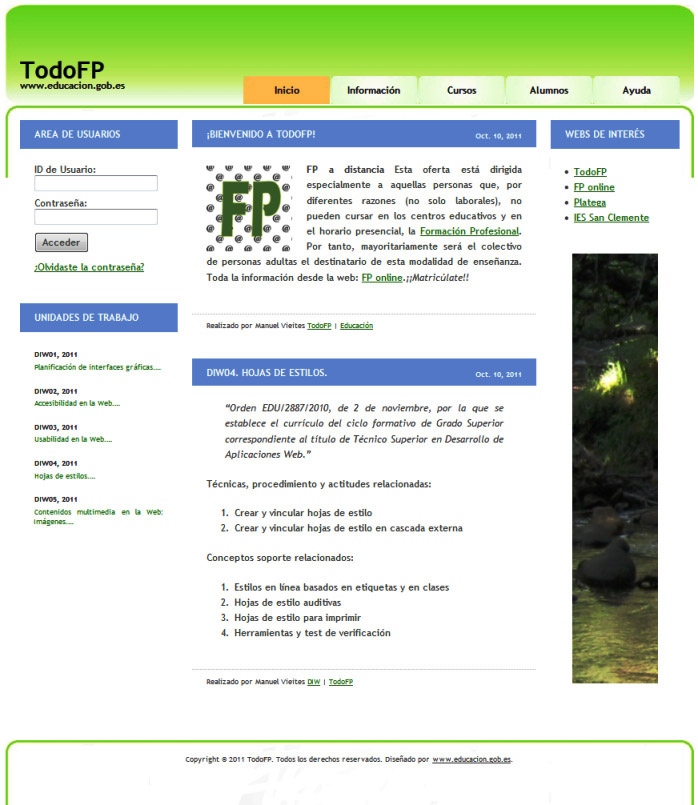 TodoFP
www.educacion.gob.es
Inicio
Información
Cursos
Alumnos
Ayuda
AREA DE USUARIOS
ID de Usuario:
Contraseña:
Acceder
¿Olvidaste la contraseña?
UNIDADES DE TRABAJO
DIW01, 2011
Planificación de interfaces gráficas....
DIW02, 2011
Accesibilidad en la Web....
DIW03, 2011
Usabilidad en la Web....
DIW04, 2011
Hojas de estilos....
DIW05, 2011
Contenidos multimedia en la Web:
Imágenes....
¡BIENVENIDO A TODOFP!
Oct. 10, 2011
FP
FP a distancia Esta oferta está dirigida
especialmente a aquellas personas que, por
diferentes razones (no solo laborales), no
pueden cursar en los centros educativos y en
el horario presencial, la Formación Profesional.
Por tanto, mayoritariamente será el colectivo
de personas adultas el destinatario de esta modalidad de enseñanza.
Toda la información desde la web: FP online.¡¡Matricúlate!!
Realizado por Manuel Vieites TodoFP | Educación
DIW04. HOJAS DE ESTILOS.
Oct. 10, 2011
“Orden EDU/2887/2010, de 2 de noviembre, por la que se
establece el currículo del ciclo formativo de Grado Superior
correspondiente al título de Técnico Superior en Desarrollo de
Aplicaciones Web.”
Técnicas, procedimiento y actitudes relacionadas:
1. Crear y vincular hojas de estilo
2. Crear y vincular hojas de estilo en cascada externa
Conceptos soporte relacionados:
1. Estilos en línea basados en etiquetas y en clases
2. Hojas de estilo auditivas
3. Hojas de estilo para imprimir
4. Herramientas y test de verificación
Realizado por Manuel Vieites DIW | TodoFP
WEBS DE INTERÉS
TodoFP
FP online
Platega
IES San Clemente
Copyright © 2011 TodoFP. Todos los derechos reservados. Diseñado por www.educacion.gob.es.